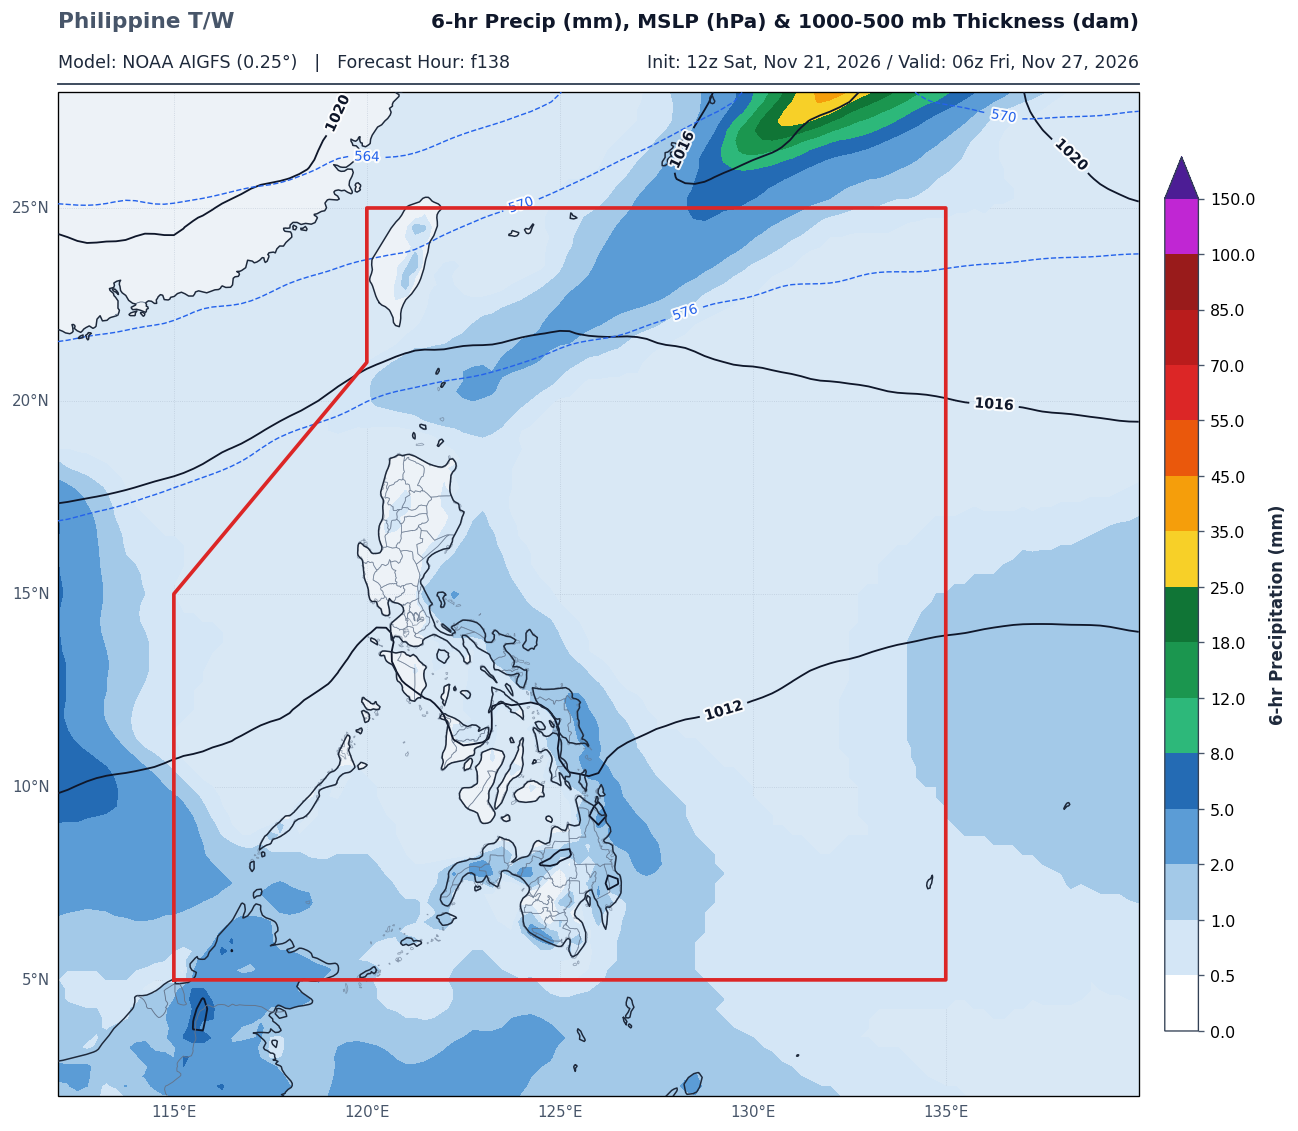 Philippine T/W
6-hr Precip (mm), MSLP (hPa) & 1000-500 mb Thickness (dam)
Model: NOAA AIGFS (0.25°) | Forecast Hour: f138
Init: 12z Sat, Nov 21, 2026 / Valid: 06z Fri, Nov 27, 2026
1020
564
1016
570
1020
570
576
1016
1012
25°N
20°N
15°N
10°N
5°N
115°E
120°E
125°E
130°E
135°E
150.0
100.0
85.0
70.0
55.0
45.0
35.0
25.0
18.0
12.0
8.0
5.0
2.0
1.0
0.5
0.0
6-hr Precipitation (mm)